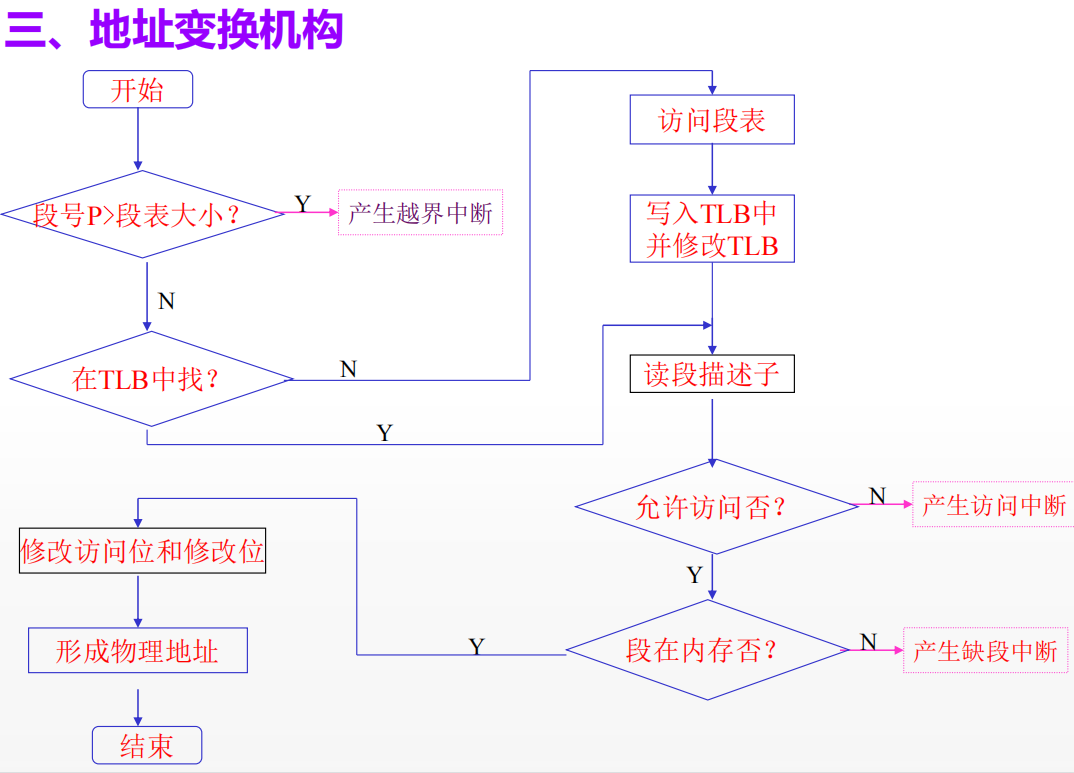 三、地址变换机构
开始
段号P>段表大小？
Y
产生越界中断
N
在TLB中找？
N
Y
访问段表
写入TLB中
并修改TLB
读段描述子
允许访问否？
N
产生访问中断
Y
段在内存否？
N
产生缺段中断
Y
修改访问位和修改位
形成物理地址
结束